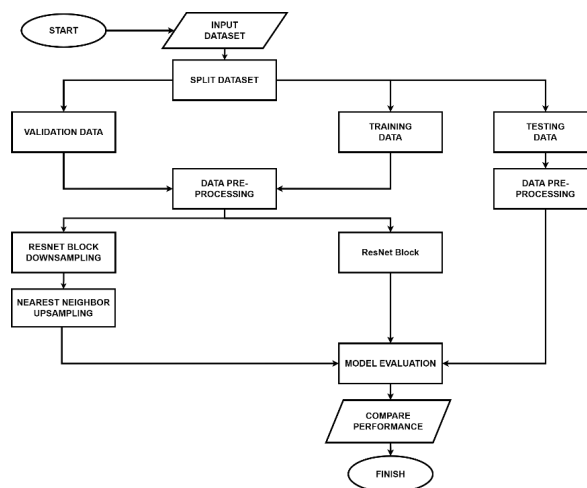 START
INPUT
DATASET
SPLIT DATASET
VALIDATION DATA
TRAINING
DATA
TESTING
DATA
DATA PRE-
PROCESSING
DATA PRE-
PROCESSING
RESNET BLOCK
DOWNSAMPLING
ResNet Block
NEAREST NEIGHBOR
UPSAMPLING
MODEL EVALUATION
COMPARE
PERFORMANCE
FINISH